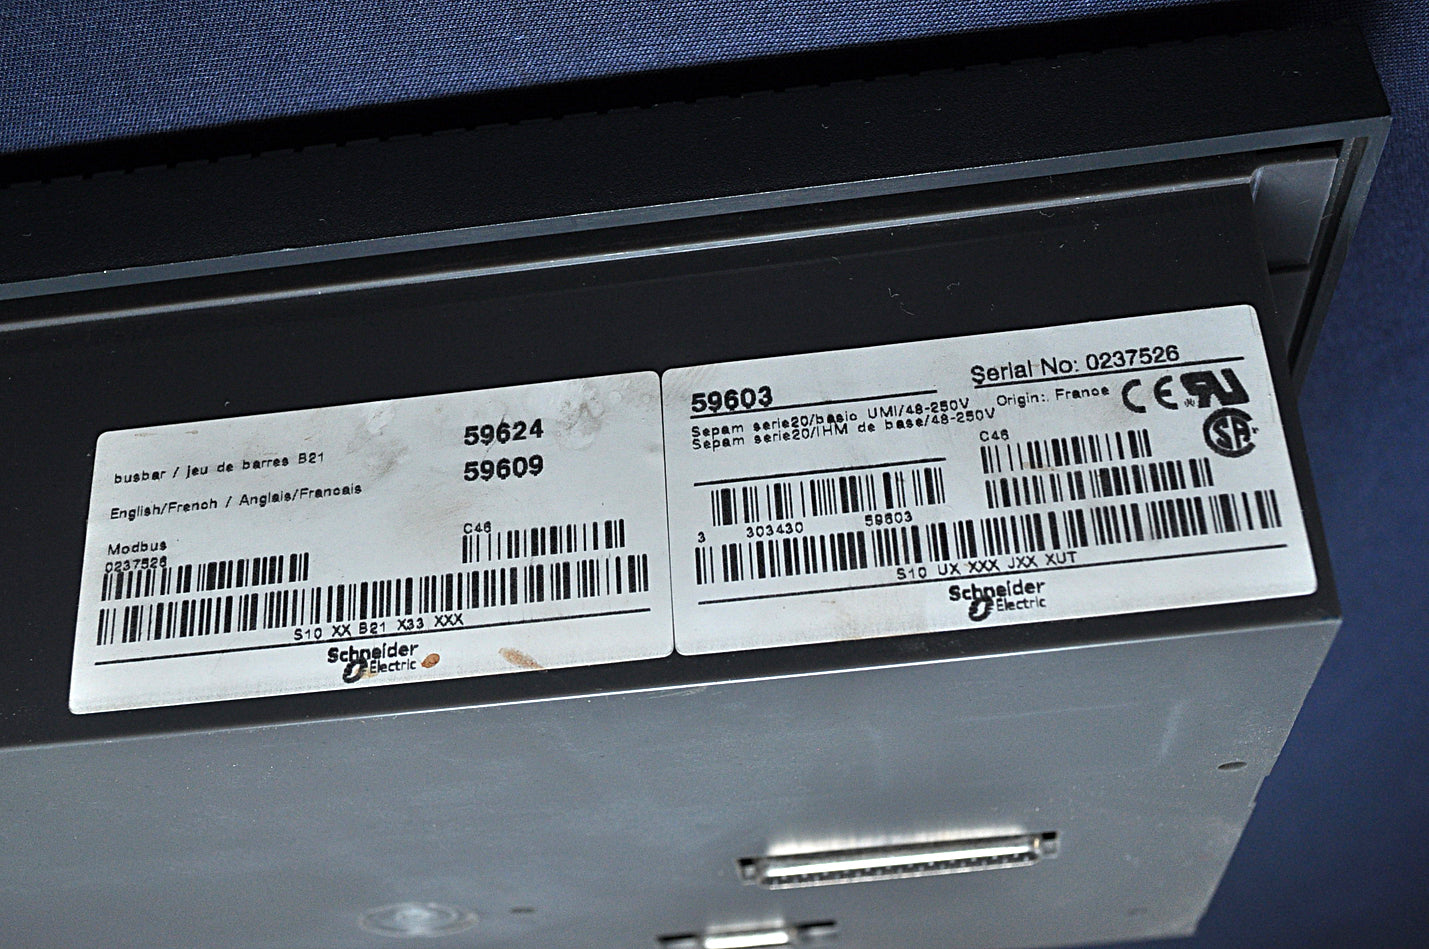 59624
busbar / jeu de barres B21
59609
English/French / Anglais/Francais
Modbus
0237526
C46
S10 XX B21 X33 XXX
Schneider
Electric
59603
Serial No: 0237526
Sepam serie20/basic UMI/48-250V
Sepam serie20/IHM de base/48-250V
Origin: France
CE
C46
3 303430 59603
S10 UX XXX JXX XUT
Schneider
Electric